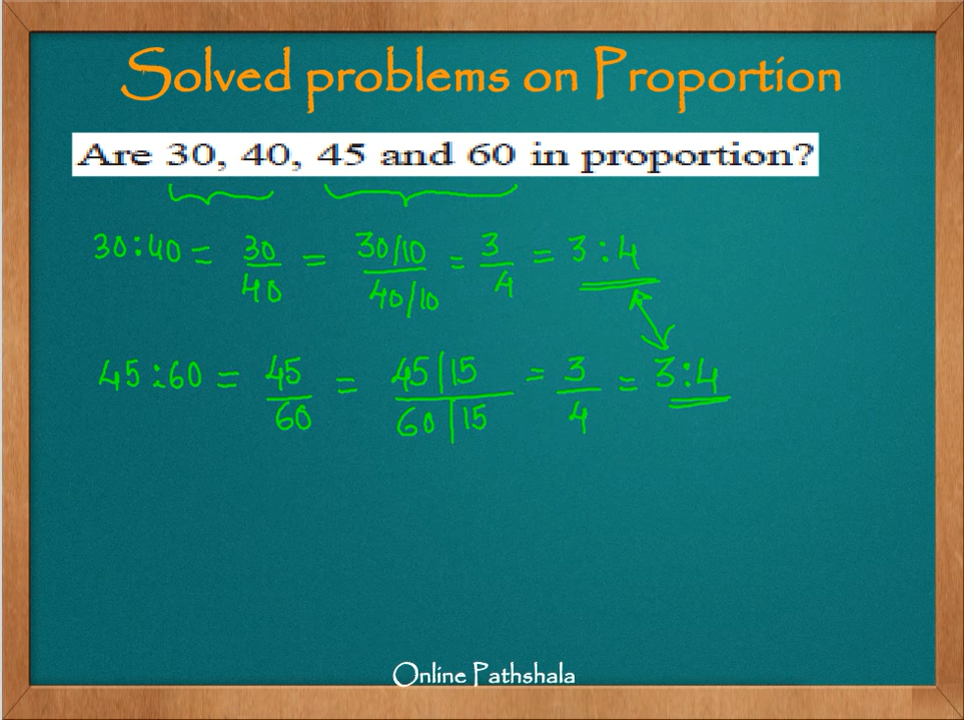 Solved problems on Proportion
Are 30, 40, 45 and 60 in proportion?
30:40 = 30/40 = 30/10 / 40/10 = 3/4 = 3:4
45:60 = 45/60 = 45|15 / 60|15 = 3/4 = 3:4
Online Pathshala